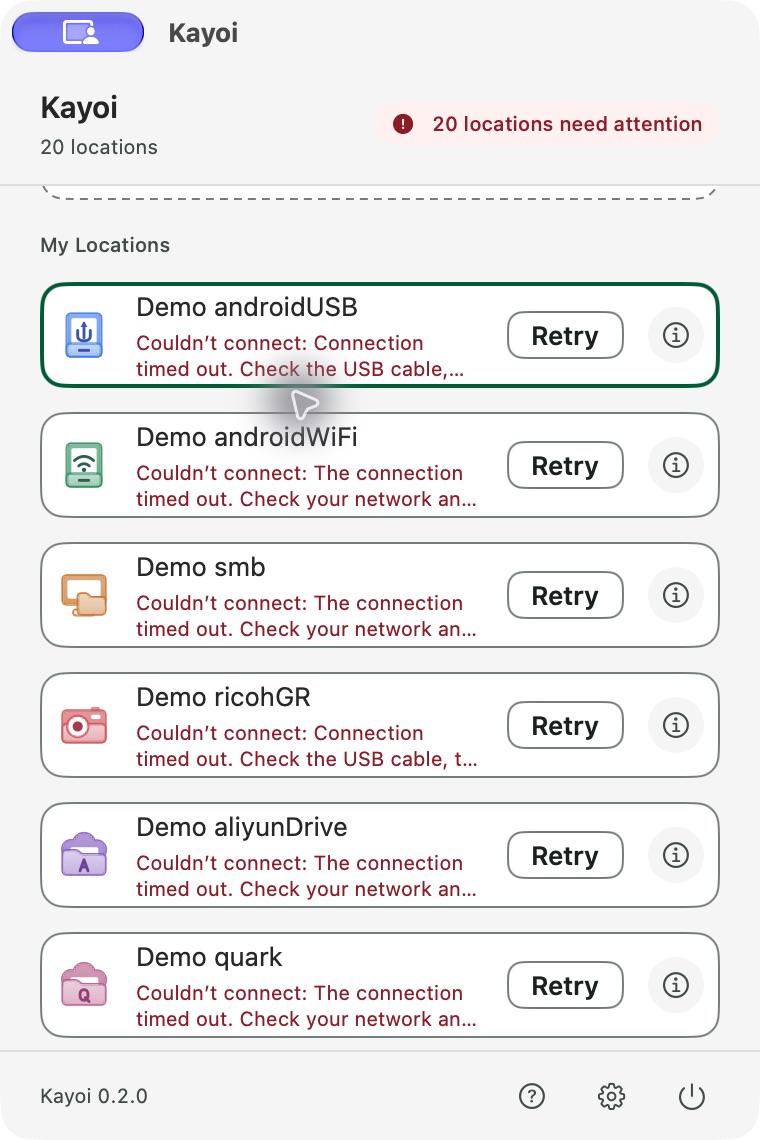 Kayoi
Kayoi
20 locations
20 locations need attention
My Locations
Demo androidUSB
Couldn’t connect: Connection
timed out. Check the USB cable,…
Retry
Demo androidWiFi
Couldn’t connect: The connection
timed out. Check your network an…
Retry
Demo smb
Couldn’t connect: The connection
timed out. Check your network an…
Retry
Demo ricohGR
Couldn’t connect: Connection
timed out. Check the USB cable, t…
Retry
A
Demo aliyunDrive
Couldn’t connect: The connection
timed out. Check your network an…
Retry
Q
Demo quark
Couldn’t connect: The connection
timed out. Check your network an…
Retry
Kayoi 0.2.0